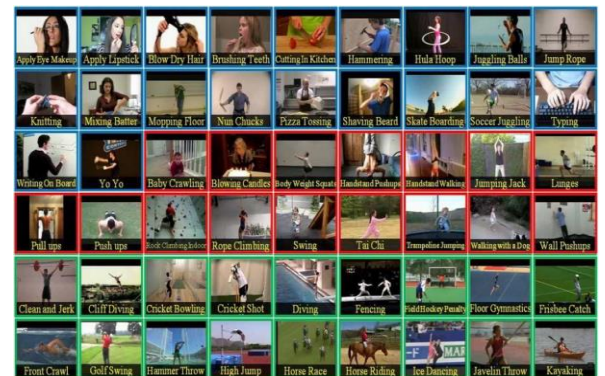 Apply Eye Makeup Apply Lipstick Blow Dry Hair Brushing Teeth Cutting In Kitchen Hammering Hula Hoop Juggling Balls Jump Rope
Knitting Mixing Batter Mopping Floor Nun Chucks Pizza Tossing Shaving Beard Skate Boarding Soccer Juggling Typing
Writing On Board Yo Yo Baby Crawling Blowing Candles Body Weight Squats Handstand Pushups Handstand Walking Jumping Jack Lunges
Pull ups Push ups Rock Climbing Indoor Rope Climbing Swing Tai Chi Trampoline Jumping Walking with a Dog Wall Pushups
Clean and Jerk Cliff Diving Cricket Bowling Cricket Shot Diving Fencing Field Hockey Penalty Floor Gymnastics Frisbee Catch
Front Crawl Golf Swing Hammer Throw High Jump Horse Race Horse Riding Ice Dancing Javelin Throw Kayaking